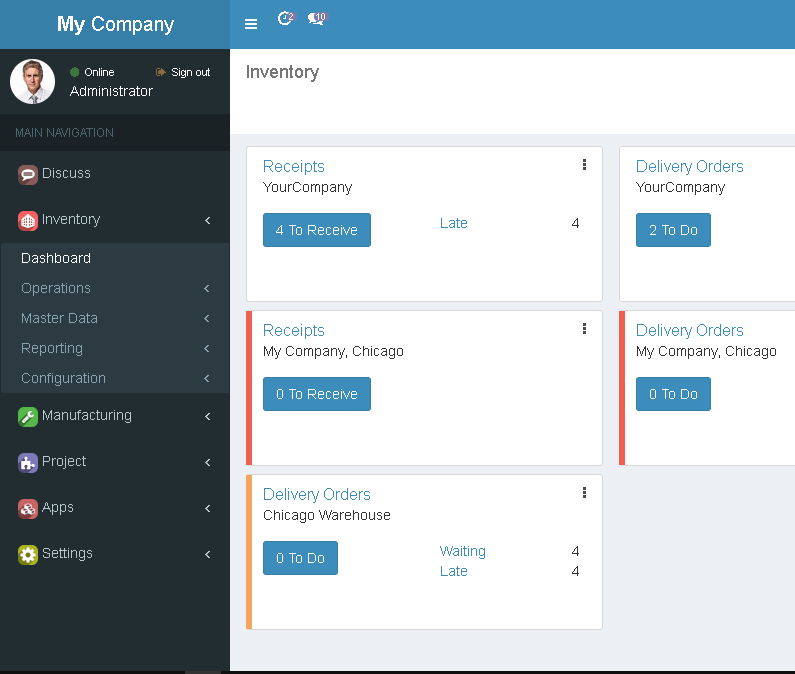 My Company
2
10
Online
Sign out
Administrator
MAIN NAVIGATION
Discuss
Inventory
Dashboard
Operations
Master Data
Reporting
Configuration
Manufacturing
Project
Apps
Settings
Inventory
Receipts
YourCompany
4 To Receive
Late 4
Delivery Orders
YourCompany
2 To Do
Receipts
My Company, Chicago
0 To Receive
Delivery Orders
My Company, Chicago
0 To Do
Delivery Orders
Chicago Warehouse
0 To Do
Waiting 4
Late 4